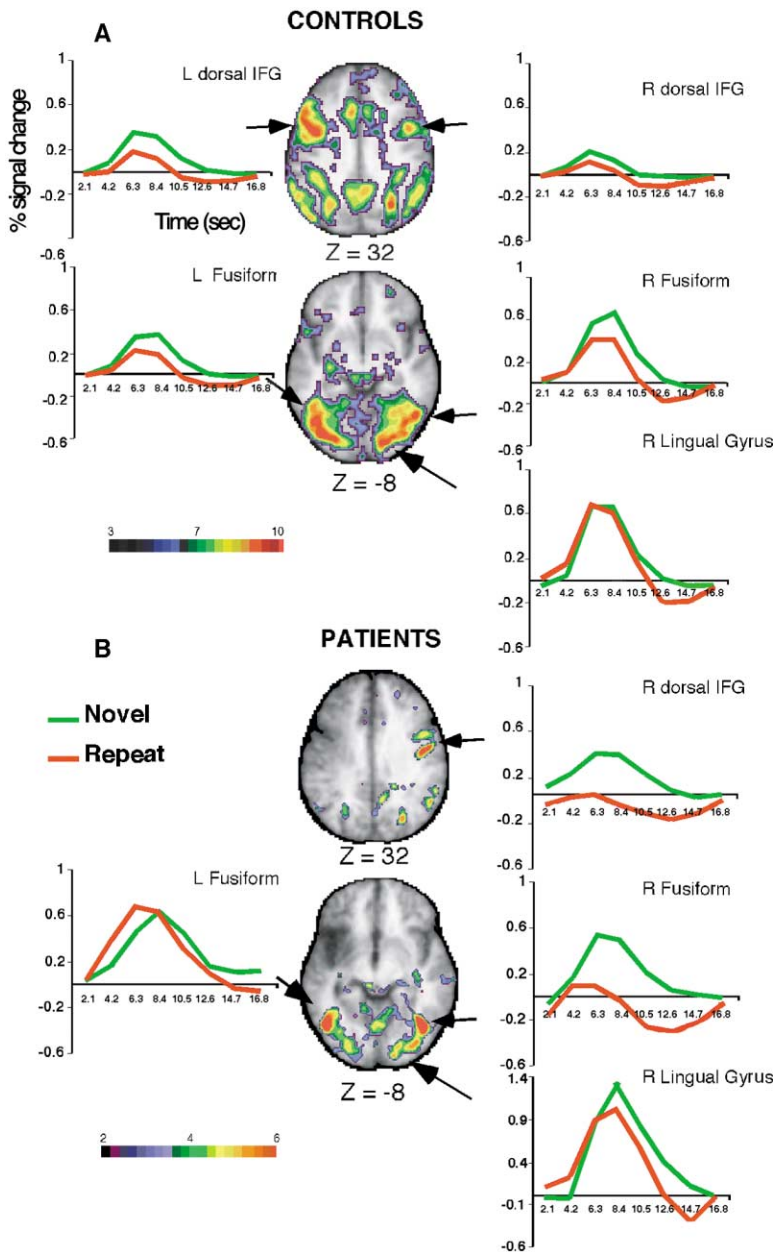 CONTROLS
A
L dorsal IFG
1
0.6
0.2
-0.2
-0.6
% signal change
2.1 4.2 6.3 8.4 10.5 12.6 14.7 16.8
Time (sec)
Z = 32
R dorsal IFG
1
0.6
0.2
-0.2
-0.6
2.1 4.2 6.3 8.4 10.5 12.6 14.7 16.8
L Fusiform
1
0.6
0.2
-0.2
-0.6
2.1 4.2 6.3 8.4 10.5 12.6 14.7 16.8
Z = -8
R Fusiform
1
0.6
0.2
-0.2
-0.6
2.1 4.2 6.3 8.4 10.5 12.6 14.7 16.8
R Lingual Gyrus
1
0.6
0.2
-0.2
-0.6
2.1 4.2 6.3 8.4 10.5 12.6 14.7 16.8
3 7 10
PATIENTS
B
Novel
Repeat
Z = 32
R dorsal IFG
1
0.6
0.2
-0.2
-0.6
2.1 4.2 6.3 8.4 10.5 12.6 14.7 16.8
L Fusiform
1
0.6
0.2
-0.2
-0.6
2.1 4.2 6.3 8.4 10.5 12.6 14.7 16.8
Z = -8
R Fusiform
1
0.6
0.2
-0.2
-0.6
2.1 4.2 6.3 8.4 10.5 12.6 14.7 16.8
R Lingual Gyrus
1.4
0.9
0.4
-0.1
-0.6
2.1 4.2 6.3 8.4 10.5 12.6 14.7 16.8
2 4 6